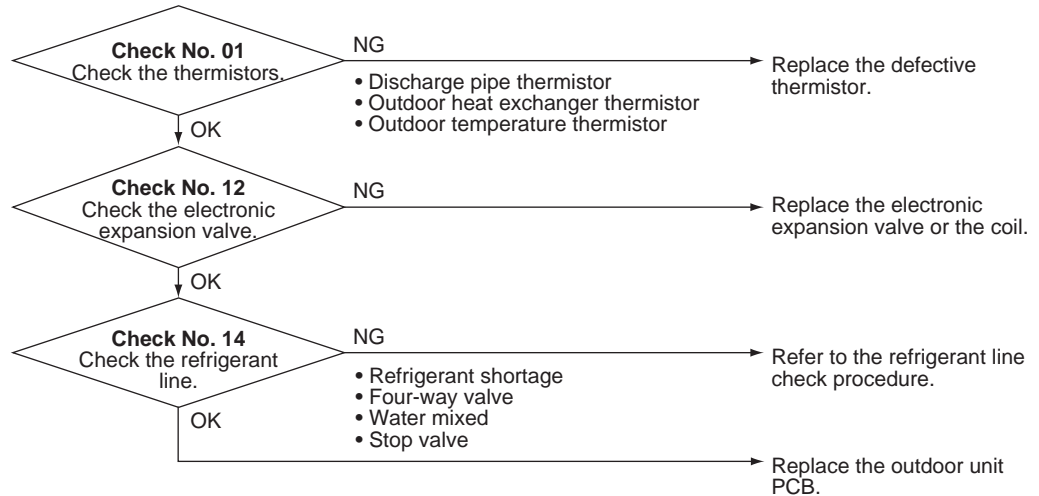 Check No. 01
Check the thermistors.
NG
• Discharge pipe thermistor
• Outdoor heat exchanger thermistor
• Outdoor temperature thermistor
Replace the defective
thermistor.
OK
Check No. 12
Check the electronic
expansion valve.
NG
Replace the electronic
expansion valve or the coil.
OK
Check No. 14
Check the refrigerant
line.
NG
• Refrigerant shortage
• Four-way valve
• Water mixed
• Stop valve
Refer to the refrigerant line
check procedure.
OK
Replace the outdoor unit
PCB.